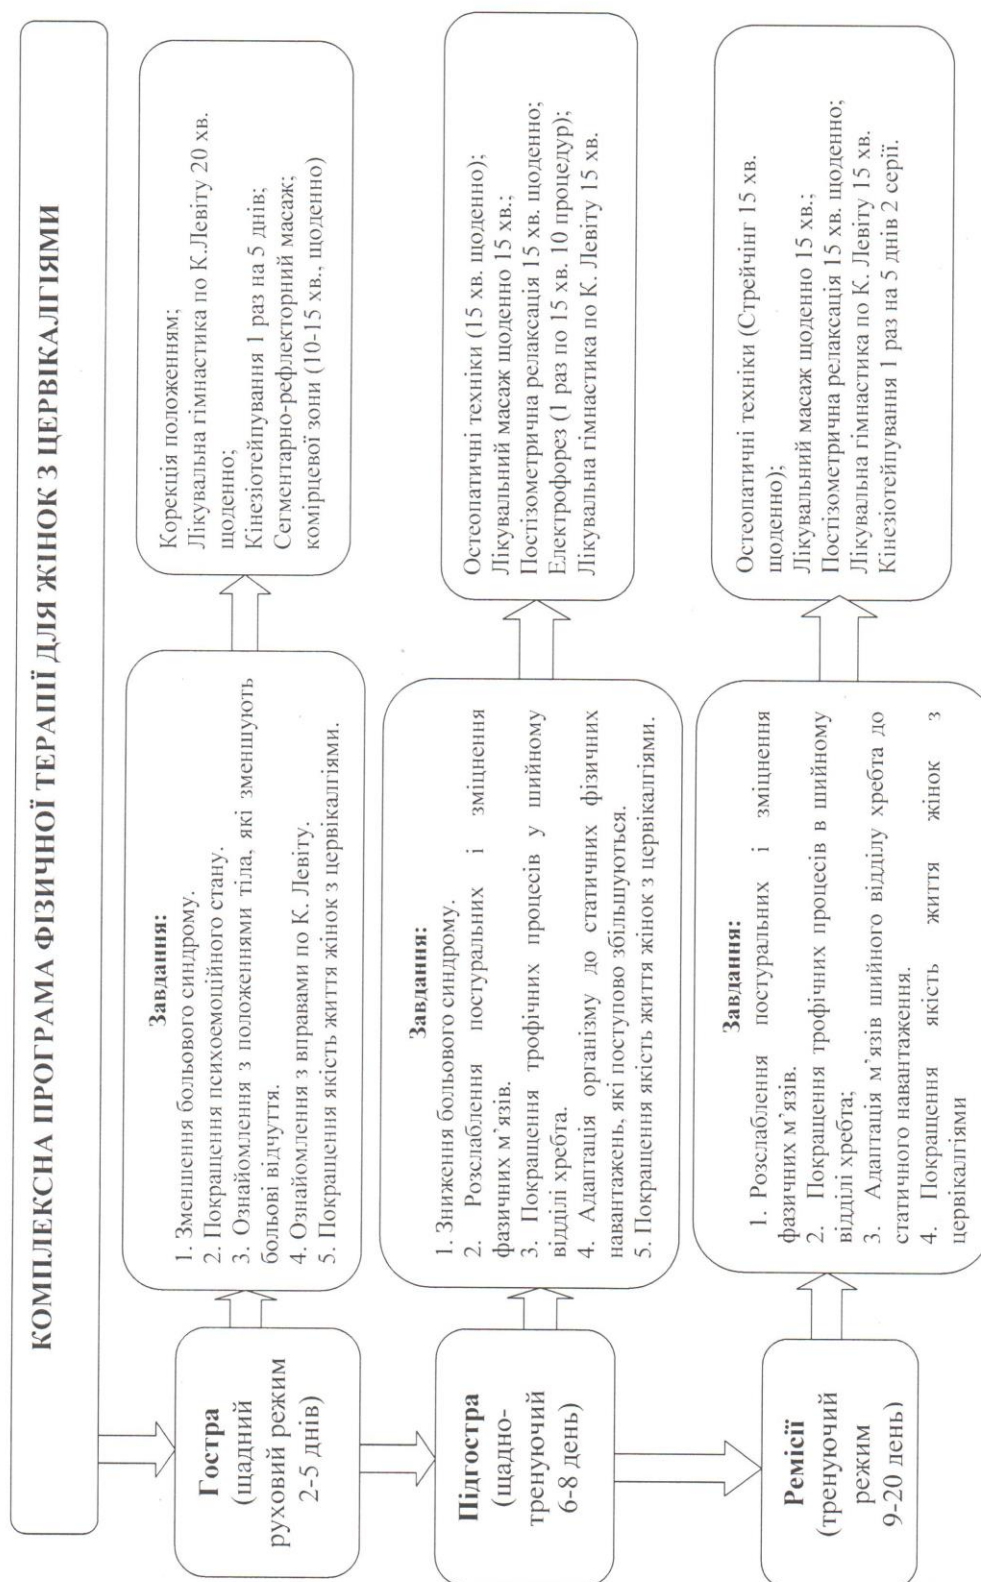 КОМПЛЕКСНА ПРОГРАМА ФІЗИЧНОЇ ТЕРАПІЇ ДЛЯ ЖІНОК З ЦЕРВІКАЛГІЯМИ
Гостра
(щадний
руховий режим
2-5 днів)
Завдання:
1. Зменшення больового синдрому.
2. Покращення психоемоційного стану.
3. Ознайомлення з положеннями тіла, які зменшують
больові відчуття.
4. Ознайомлення з вправами по К. Левіту.
5. Покращення якість життя жінок з цервікалгіями.
Корекція положенням;
Лікувальна гімнастика по К.Левіту 20 хв.
щоденно;
Кінезіотейпування 1 раз на 5 днів;
Сегментарно-рефлекторний масаж;
комірцевої зони (10-15 хв., щоденно)
Підгостра
(щадно-
тренуючий
6-8 день)
Завдання:
1. Зниження больового синдрому.
2. Розслаблення постуральних і зміцнення
фазичних м’язів.
3. Покращення трофічних процесів у шийному
відділі хребта.
4. Адаптація організму до статичних фізичних
навантажень, які поступово збільшуються.
5. Покращення якість життя жінок з цервікалгіями.
Остеопатичні техніки (15 хв. щоденно);
Лікувальний масаж щоденно 15 хв.;
Постізометрична релаксація 15 хв. щоденно;
Електрофорез (1 раз по 15 хв. 10 процедур);
Лікувальна гімнастика по К. Левіту 15 хв.
Ремісії
(тренуючий
режим
9-20 день)
Завдання:
1. Розслаблення постуральних і зміцнення
фазичних м’язів.
2. Покращення трофічних процесів в шийному
відділі хребта;
3. Адаптація м’язів шийного відділу хребта до
статичного навантаження.
4. Покращення якість життя жінок з
цервікалгіями
Остеопатичні техніки (Стрейчінг 15 хв.
щоденно);
Лікувальний масаж щоденно 15 хв.;
Постізометрична релаксація 15 хв. щоденно;
Лікувальна гімнастика по К. Левіту 15 хв.
Кінезіотейпування 1 раз на 5 днів 2 серії.